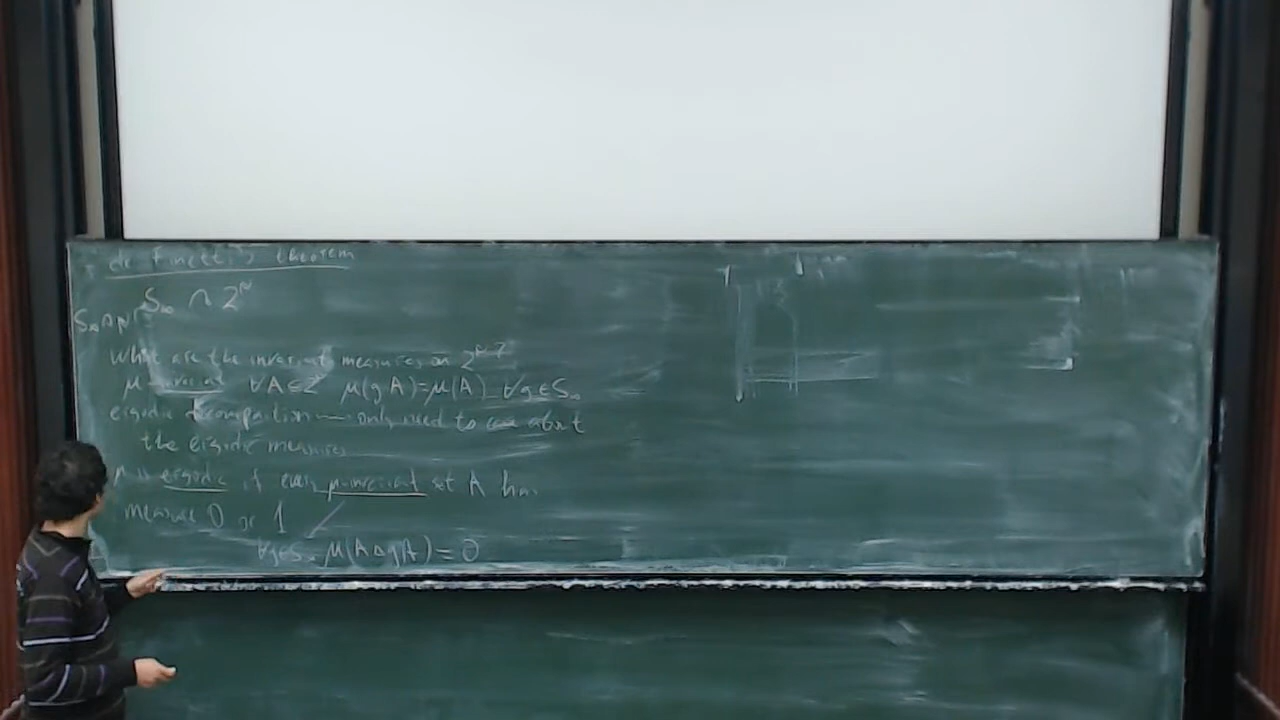 de Finetti's theorem
S∞ ↷ 2^ℕ
S∞ ↷ ℕ
What are the invariant measures on 2^ℕ?
μ invariant ∀A⊆2^ℕ μ(gA)=μ(A) ∀g∈S∞
ergodic decomposition — only need to care about
the ergodic measures
μ is ergodic if every μ-invariant set A has
measure 0 or 1
∀g∈S∞ μ(A△gA)=0